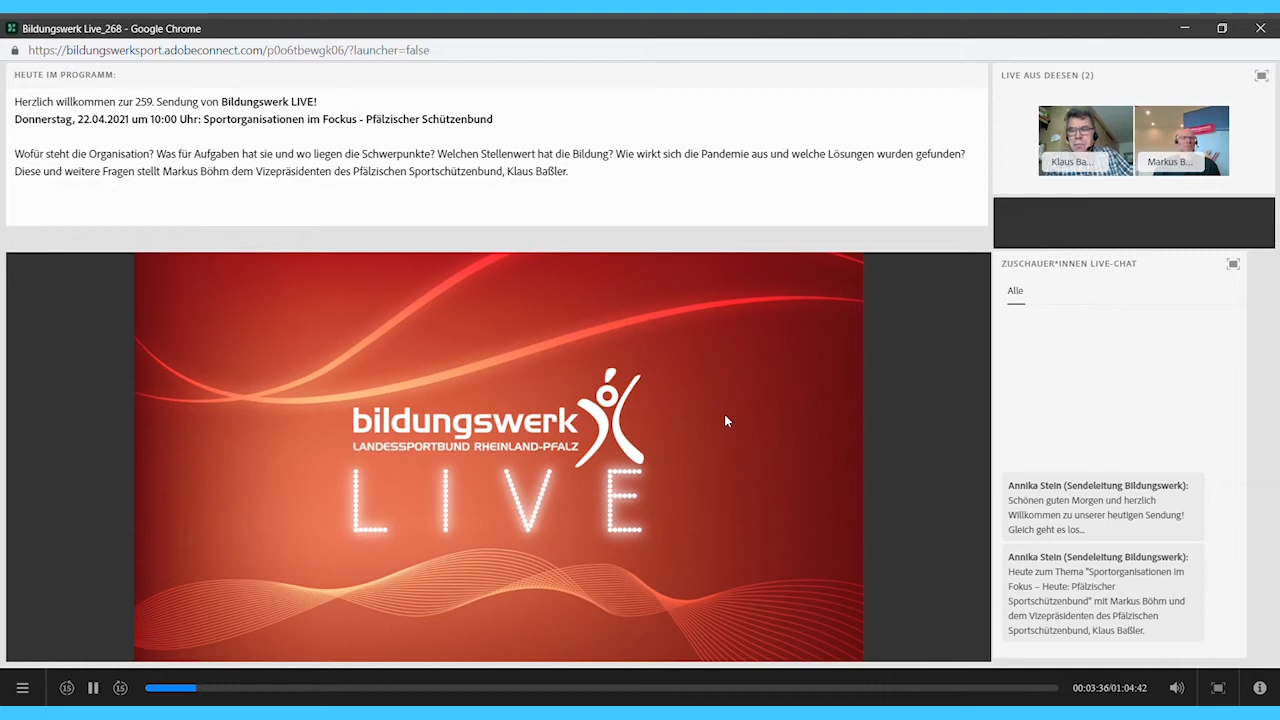 Bildungswerk Live_268 - Google Chrome
https://bildungswerksport.adobeconnect.com/p0o6tbewgk06/?launcher=false
HEUTE IM PROGRAMM:
Herzlich willkommen zur 259. Sendung von Bildungswerk LIVE!
Donnerstag, 22.04.2021 um 10:00 Uhr: Sportorganisationen im Fockus - Pfälzischer Schützenbund
Wofür steht die Organisation? Was für Aufgaben hat sie und wo liegen die Schwerpunkte? Welchen Stellenwert hat die Bildung? Wie wirkt sich die Pandemie aus und welche Lösungen wurden gefunden?
Diese und weitere Fragen stellt Markus Böhm dem Vizepräsidenten des Pfälzischen Sportschützenbund, Klaus Baßler.
LIVE AUS DEESEN (2)
Klaus Ba...
Markus B...
bildungswerk
LANDESSPORTBUND RHEINLAND-PFALZ
LIVE
ZUSCHAUER*INNEN LIVE-CHAT
Alle
Annika Stein (Sendeleitung Bildungswerk):
Schönen guten Morgen und herzlich
Willkommen zu unserer heutigen Sendung!
Gleich geht es los...
Annika Stein (Sendeleitung Bildungswerk):
Heute zum Thema "Sportorganisationen im
Fokus – Heute: Pfälzischer
Sportschützenbund" mit Markus Böhm und
dem Vizepräsidenten des Pfälzischen
Sportschützenbund, Klaus Baßler.
15
15
00:03:36/01:04:42